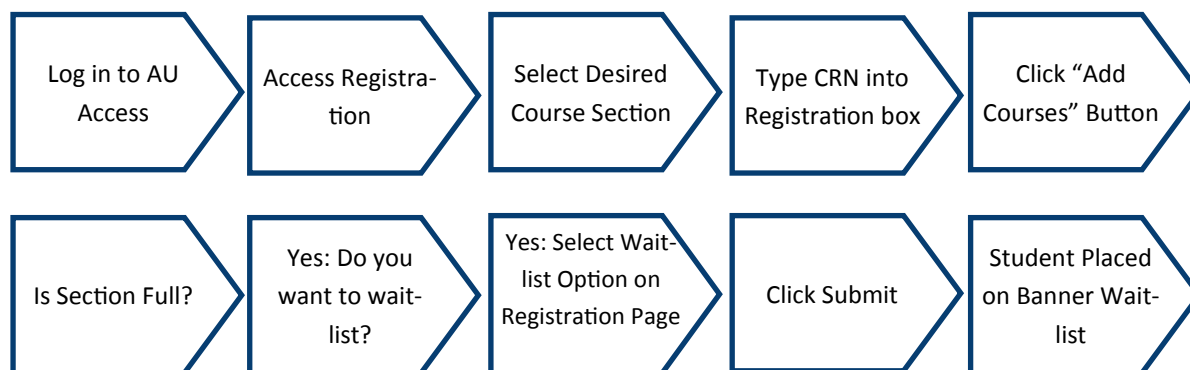 Log in to AU
Access
Access Registra-
tion
Select Desired
Course Section
Type CRN into
Registration box
Click “Add
Courses” Button
Is Section Full?
Yes: Do you
want to wait-
list?
Yes: Select Wait-
list Option on
Registration Page
Click Submit
Student Placed
on Banner Wait-
list